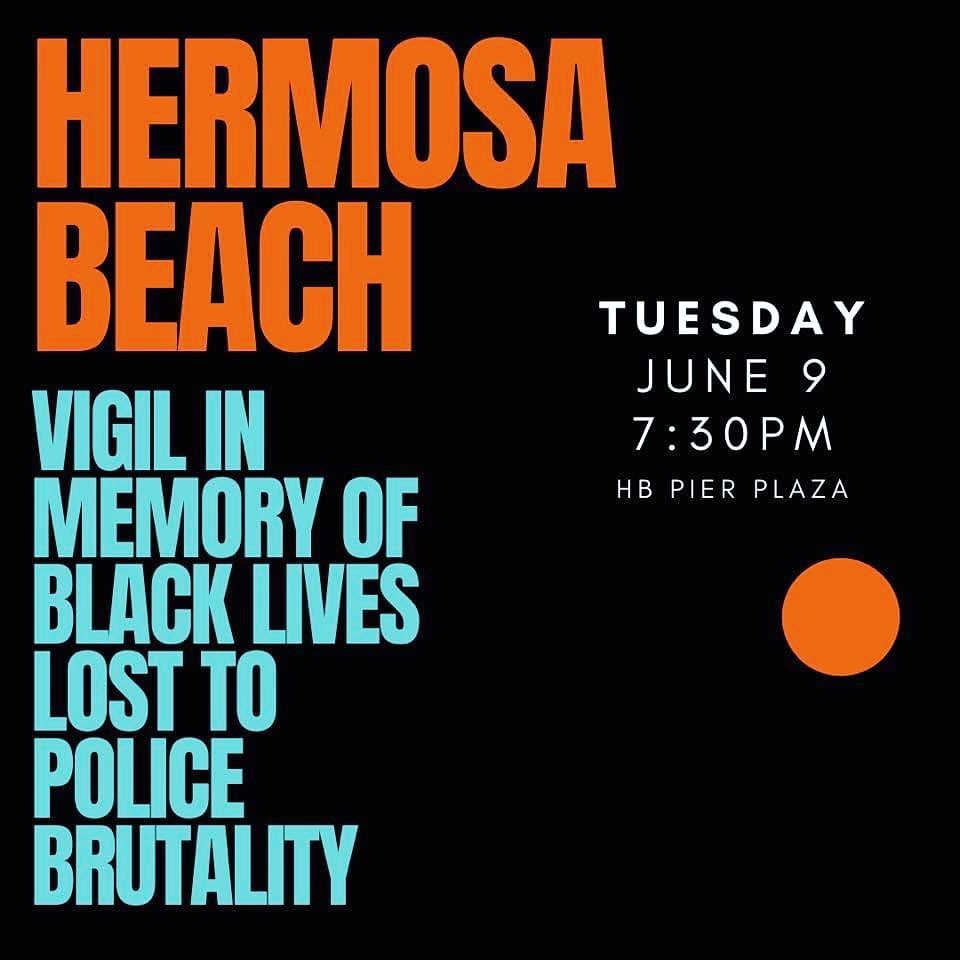 HERMOSA
BEACH
VIGIL IN
MEMORY OF
BLACK LIVES
LOST TO
POLICE
BRUTALITY
TUESDAY
JUNE 9
7:30PM
HB PIER PLAZA